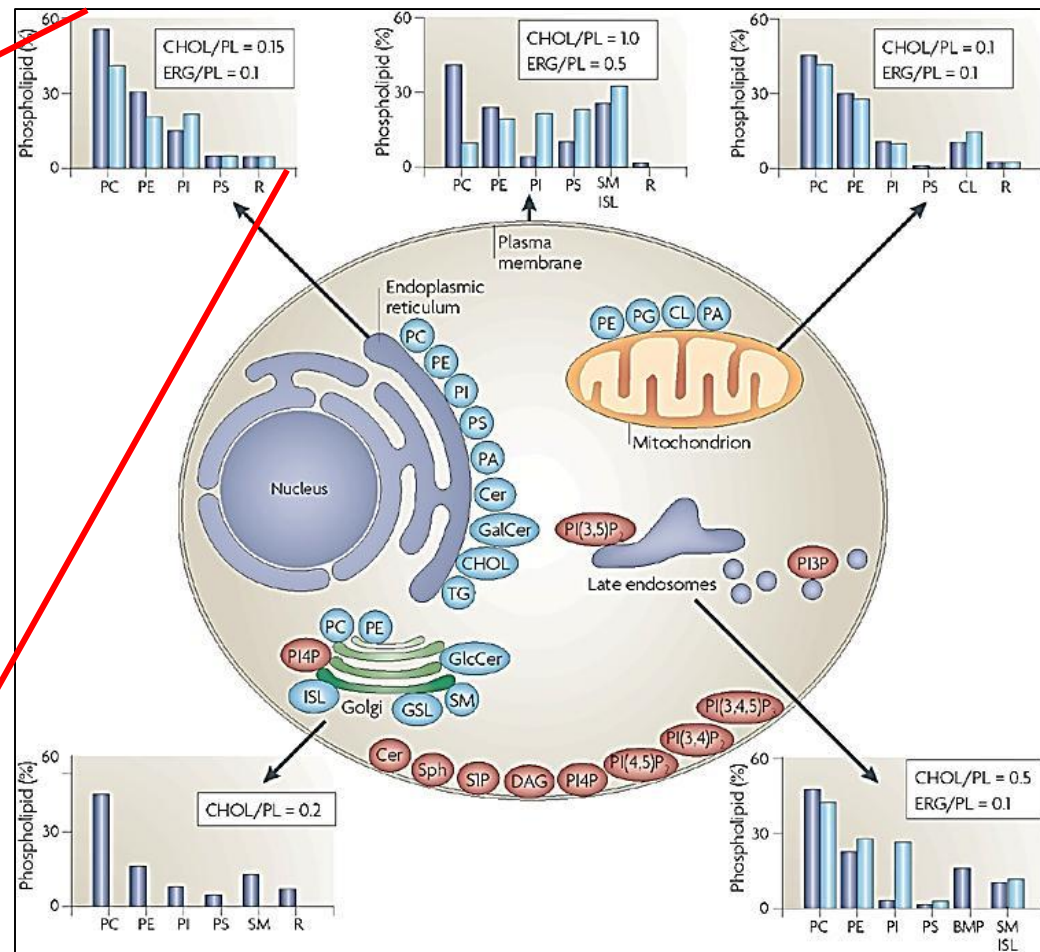 60
30
0
Phospholipid (%)
CHOL/PL = 0.15
ERG/PL = 0.1
PC PE PI PS R
60
30
0
Phospholipid (%)
CHOL/PL = 1.0
ERG/PL = 0.5
PC PE PI PS SM R
ISL
60
30
0
Phospholipid (%)
CHOL/PL = 0.1
ERG/PL = 0.1
PC PE PI PS CL R
Plasma
membrane
Endoplasmic
reticulum
PC
PE
PI
PS
PA
Cer
GalCer
CHOL
TG
Nucleus
PE PG CL PA
Mitochondrion
PI(3,5)P₂
Late endosomes
PI3P
PC PE
PI4P
GlcCer
ISL
Golgi
GSL
SM
Cer
Sph
S1P
DAG
PI4P
PI(4,5)P₂
PI(3,4)P₂
PI(3,4,5)P₃
60
30
0
Phospholipid (%)
CHOL/PL = 0.2
PC PE PI PS SM R
60
30
0
Phospholipid (%)
CHOL/PL = 0.5
ERG/PL = 0.1
PC PE PI PS BMP SM
ISL